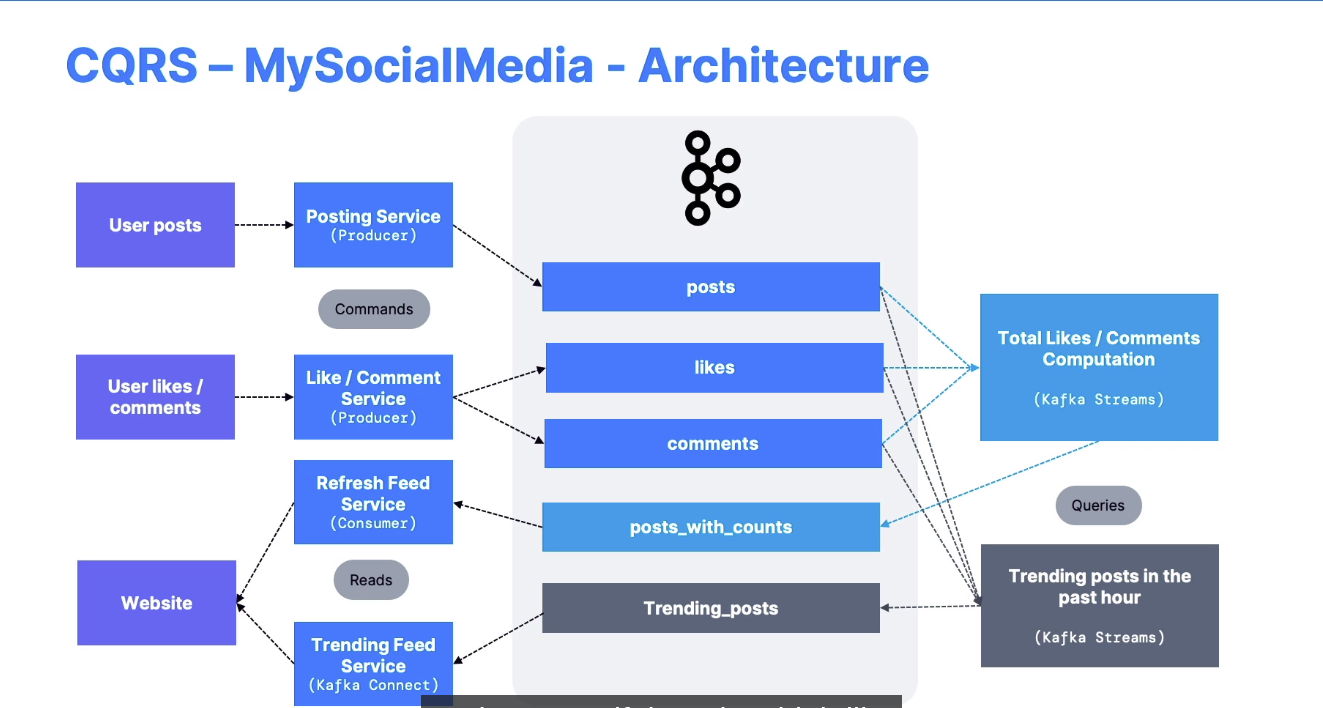 CQRS – MySocialMedia - Architecture
User posts
Posting Service
(Producer)
Commands
User likes /
comments
Like / Comment
Service
(Producer)
Refresh Feed
Service
(Consumer)
Reads
Website
Trending Feed
Service
(Kafka Connect)
posts
likes
comments
posts_with_counts
Trending_posts
Total Likes / Comments
Computation
(Kafka Streams)
Queries
Trending posts in the
past hour
(Kafka Streams)